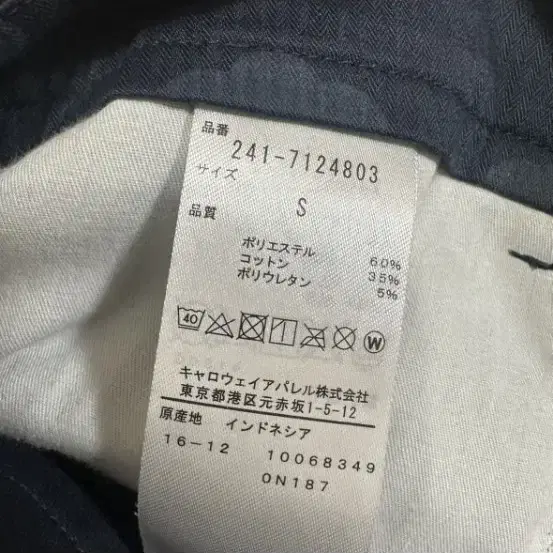 品番
241-7124803
サイズ
S
品質
ポリエステル 60%
コットン 35%
ポリウレタン 5%
40 W
キャロウェイアパレル株式会社
東京都港区元赤坂1-5-12
原産地 インドネシア
16-12 10068349
0N187